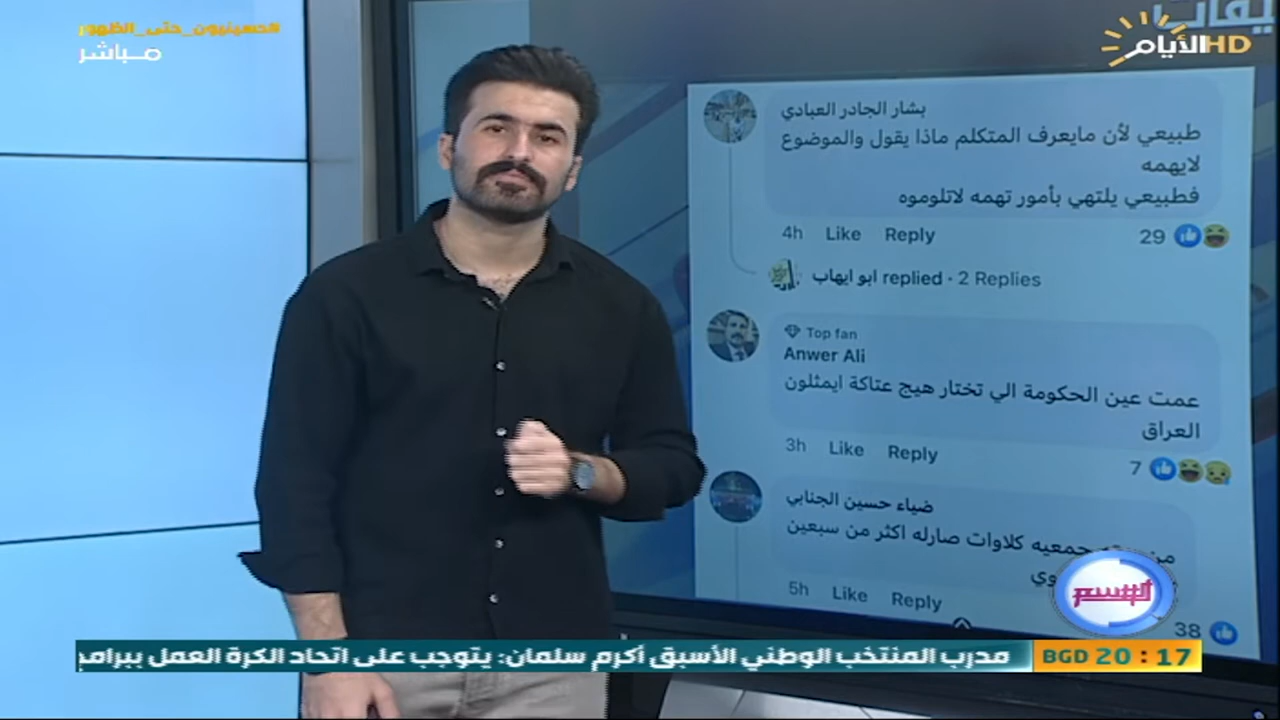 #حسينيون_حتى_الظهور
مباشر
الأيام HD
بشار الجادر العبادي
طبيعي لأن مايعرف المتكلم ماذا يقول والموضوع
لايهمه
فطبيعي يلتهي بأمور تهمه لاتلوموه
4h Like Reply 29
ابو ايهاب replied · 2 Replies
Top fan
Anwer Ali
عمت عين الحكومة الي تختار هيج عتاكة ايمثلون
العراق
3h Like Reply 7
ضياء حسين الجنابي
من جمعيه كلاوات صارله اكثر من سبعين
5h Like Reply 38
مدرب المنتخب الوطني الأسبق أكرم سلمان: يتوجب على اتحاد الكرة العمل ببرامج
BGD 20:17